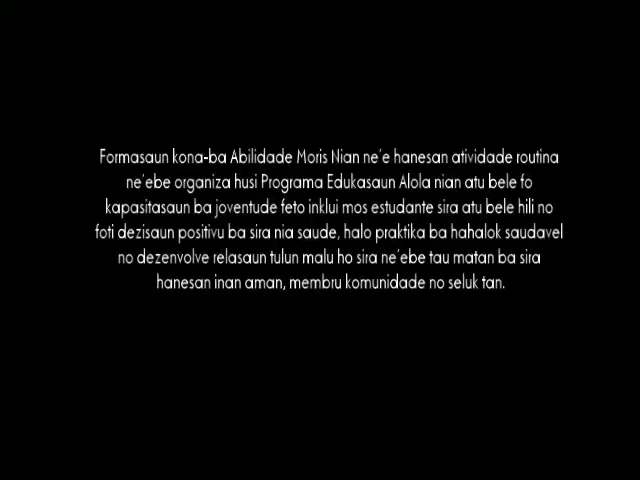 Formasaun kona-ba Abilidade Moris Nian ne'e hanesan atividade routina
ne'ebe organiza husi Programa Edukasaun Alola nian atu bele fo
kapasitasaun ba joventude feto inklui mos estudante sira atu bele hili no
foti dezisaun positivu ba sira nia saude, halo praktika ba hahalok saudavel
no dezenvolve relasaun tulun malu ho sira ne'ebe tau matan ba sira
hanesan inan aman, membru komunidade no seluk tan.